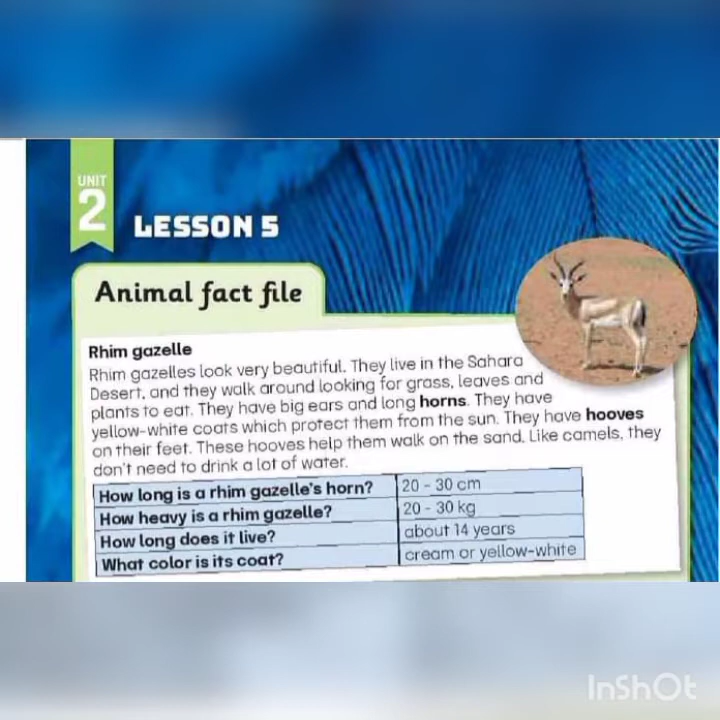 UNIT
2
LESSON 5
Animal fact file
Rhim gazelle
Rhim gazelles look very beautiful. They live in the Sahara
Desert, and they walk around looking for grass, leaves and
plants to eat. They have big ears and long horns. They have
yellow-white coats which protect them from the sun. They have hooves
on their feet. These hooves help them walk on the sand. Like camels, they
don't need to drink a lot of water.
How long is a rhim gazelle's horn? 20 - 30 cm
How heavy is a rhim gazelle? 20 - 30 kg
How long does it live? about 14 years
What color is its coat? cream or yellow-white
InShOt